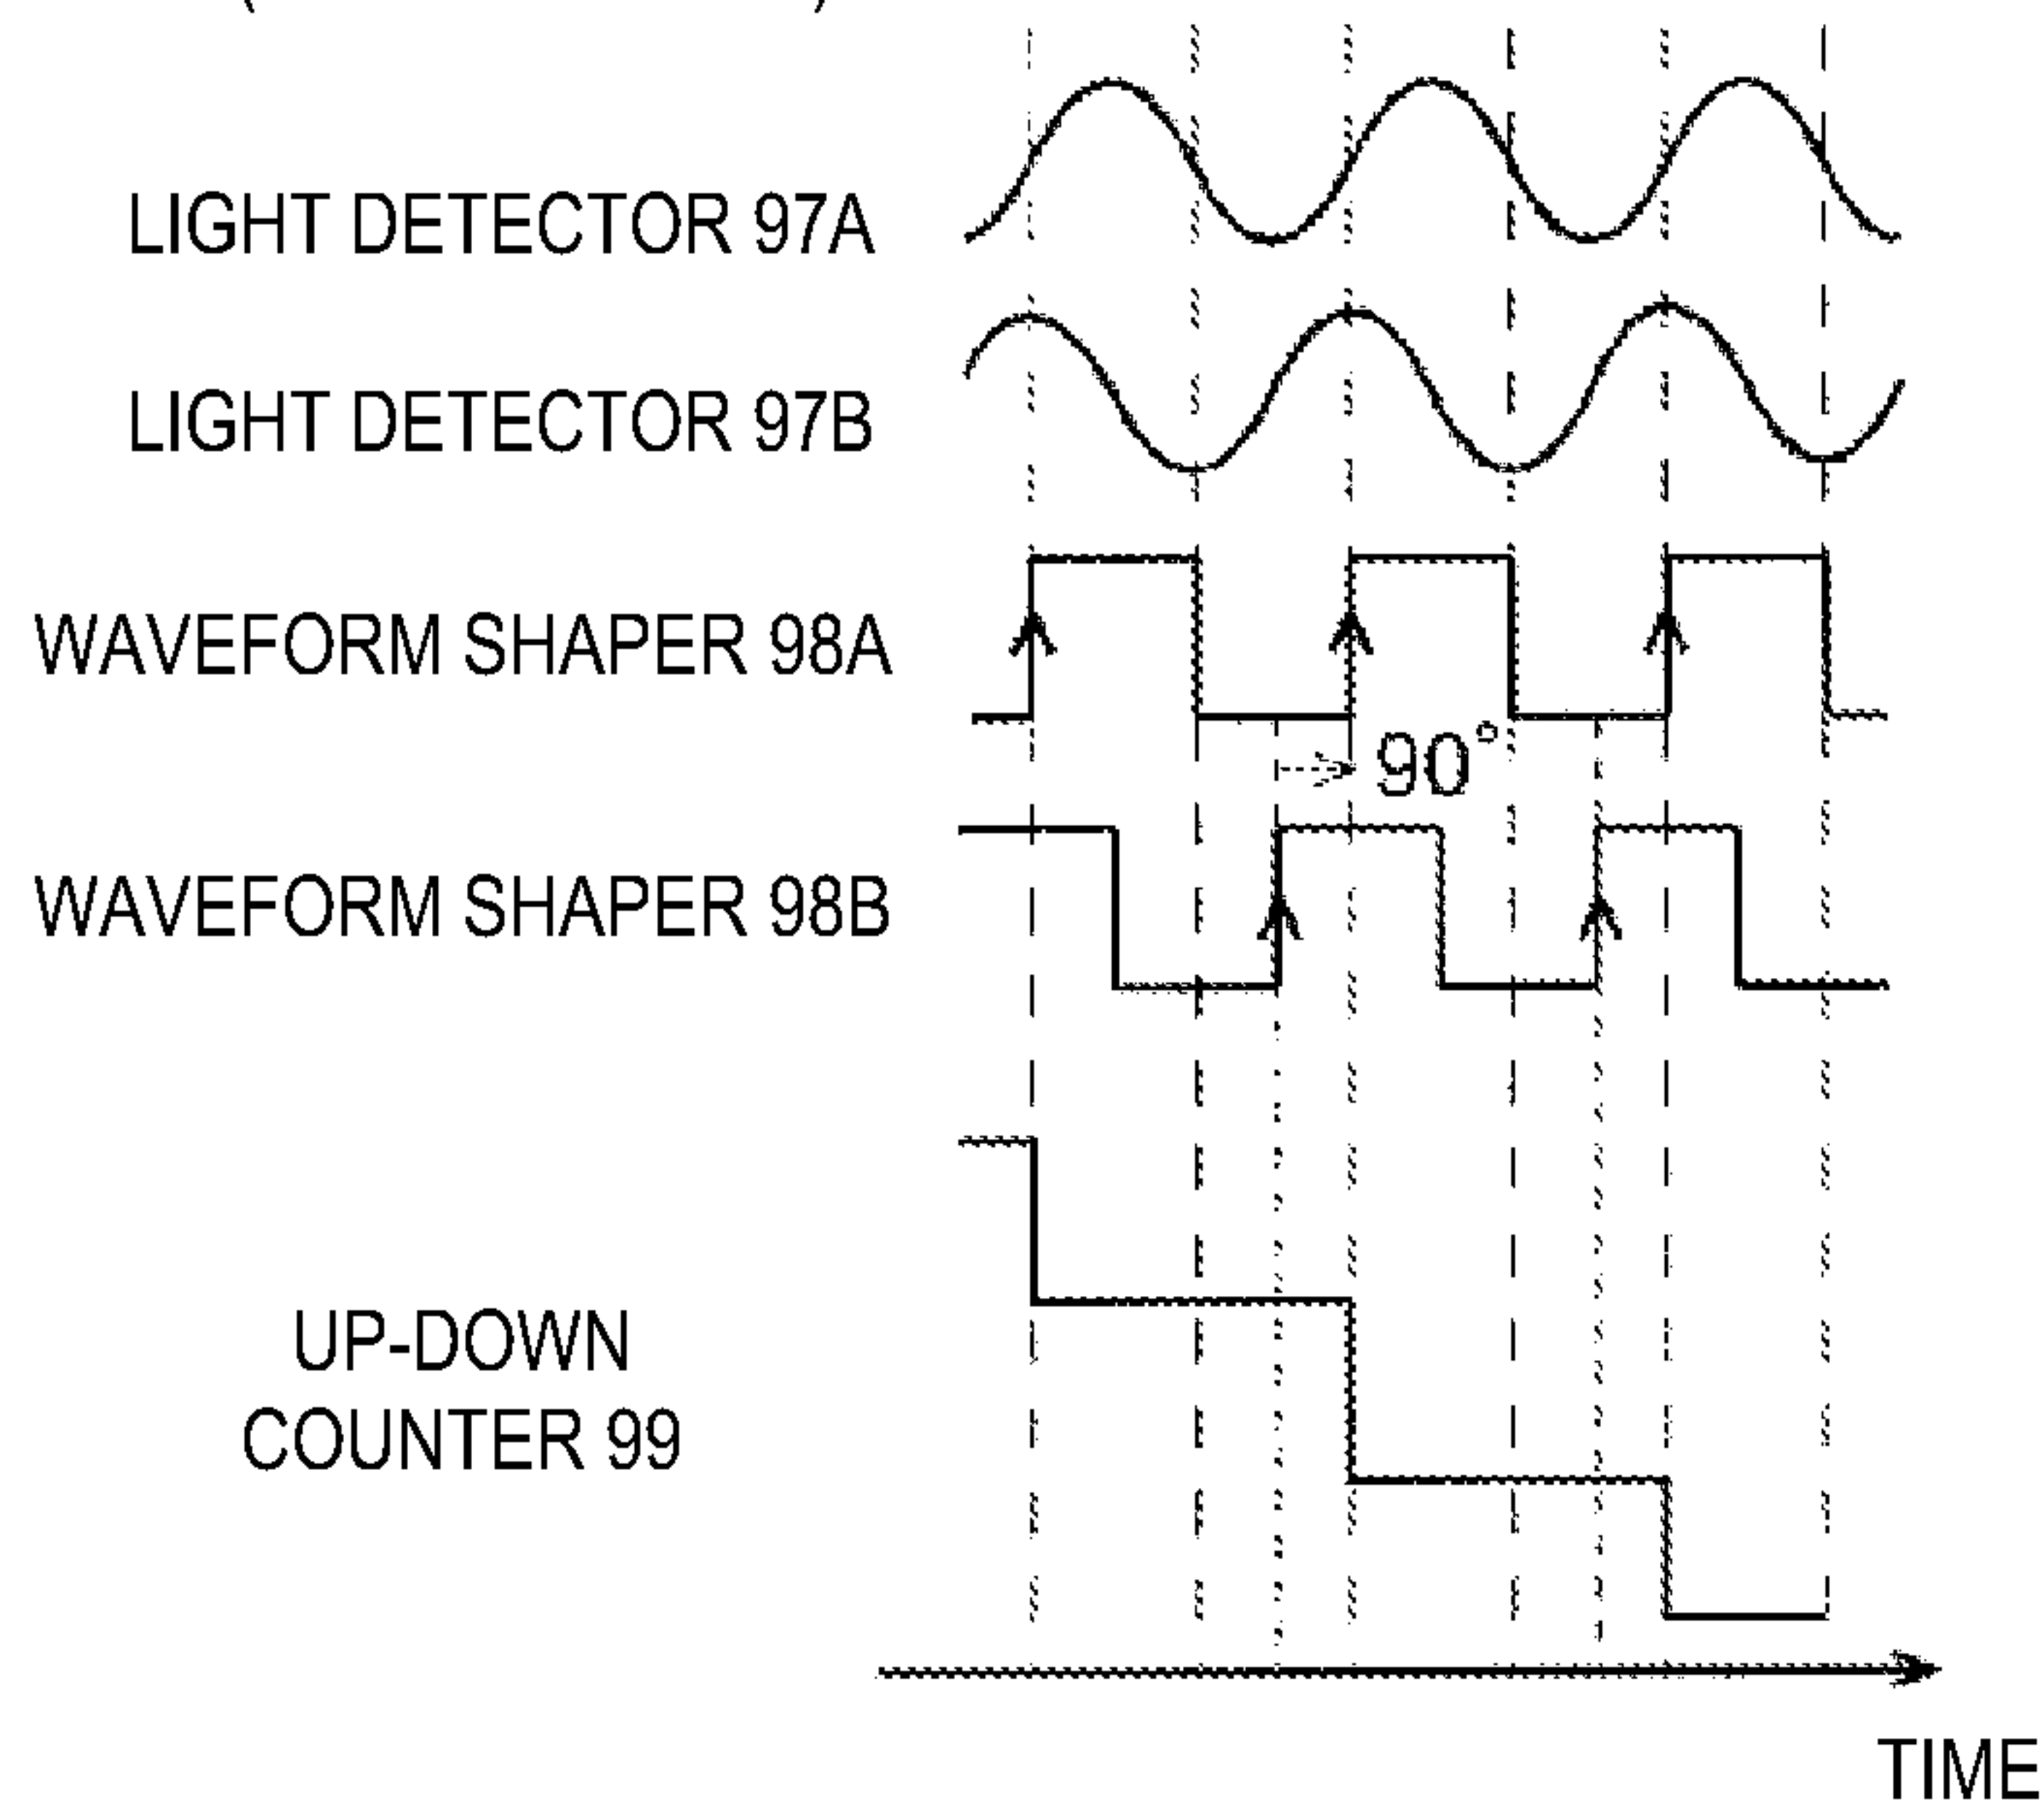 LIGHT DETECTOR 97A
LIGHT DETECTOR 97B
WAVEFORM SHAPER 98A
90°
WAVEFORM SHAPER 98B
UP-DOWN
COUNTER 99
TIME